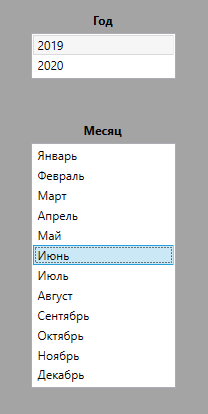 Год
2019
2020
Месяц
Январь
Февраль
Март
Апрель
Май
Июнь
Июль
Август
Сентябрь
Октябрь
Ноябрь
Декабрь